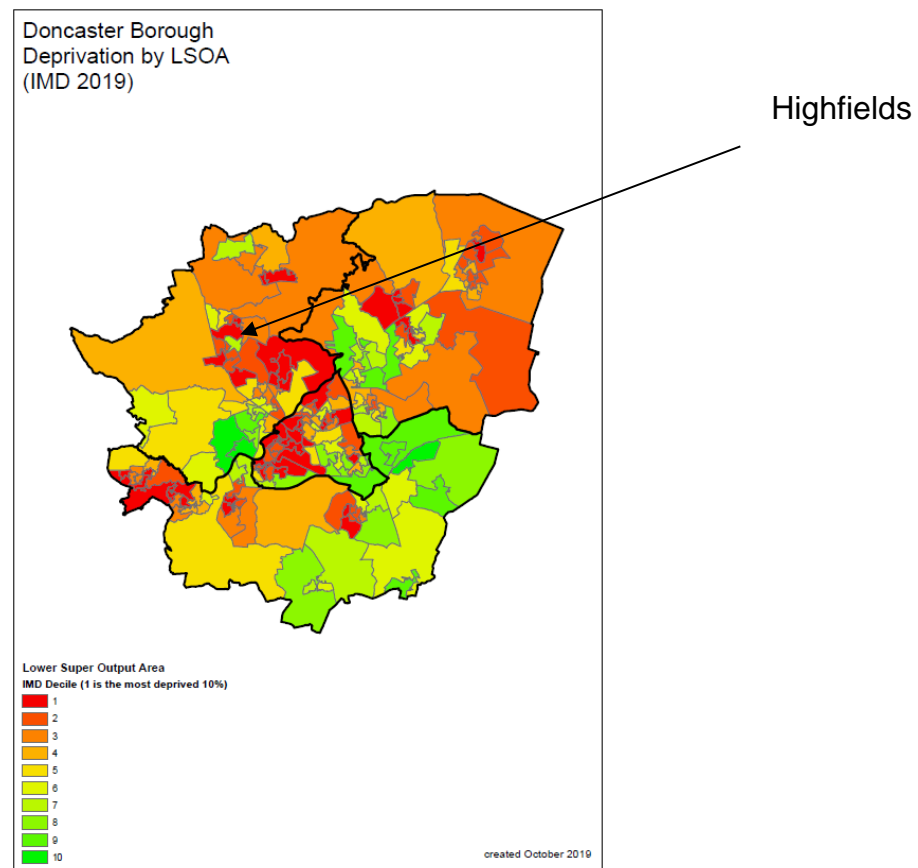 Doncaster Borough
Deprivation by LSOA
(IMD 2019)
Highfields
Lower Super Output Area
IMD Decile (1 is the most deprived 10%)
1
2
3
4
5
6
7
8
9
10
created October 2019